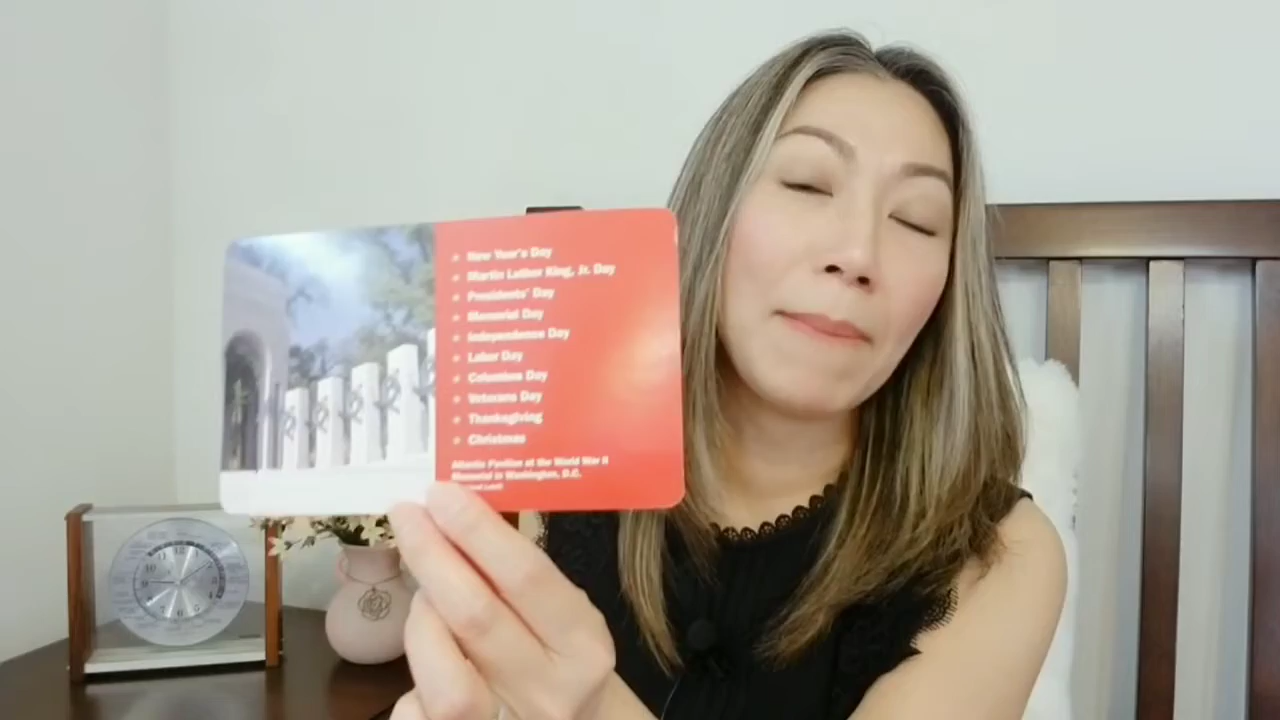 New Year's Day
Martin Luther King, Jr. Day
Presidents' Day
Memorial Day
Independence Day
Labor Day
Columbus Day
Veterans Day
Thanksgiving
Christmas
Atlantic Pavilion at the World War II
Memorial in Washington, D.C.
12